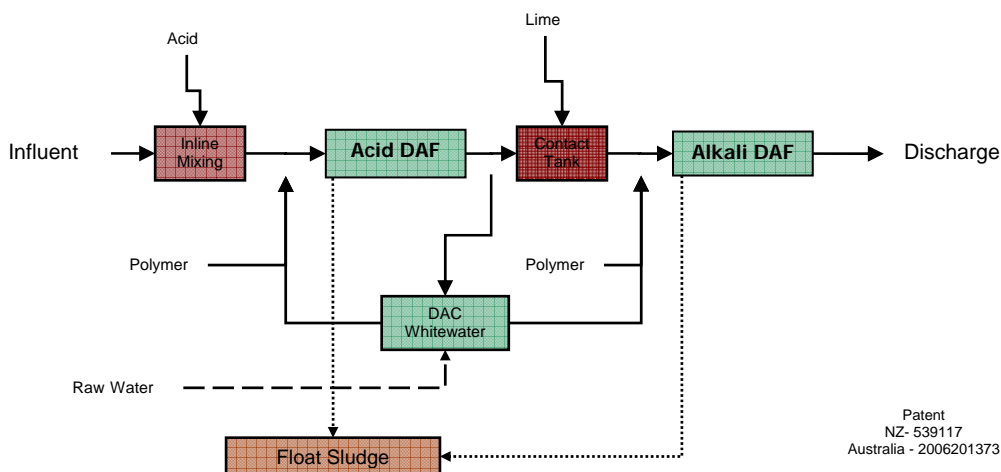 Lime
Acid
Influent
Inline
Mixing
Acid DAF
Contact
Tank
Alkali DAF
Discharge
Polymer
Polymer
DAC
Whitewater
Raw Water
Float Sludge
Patent
NZ- 539117
Australia - 2006201373